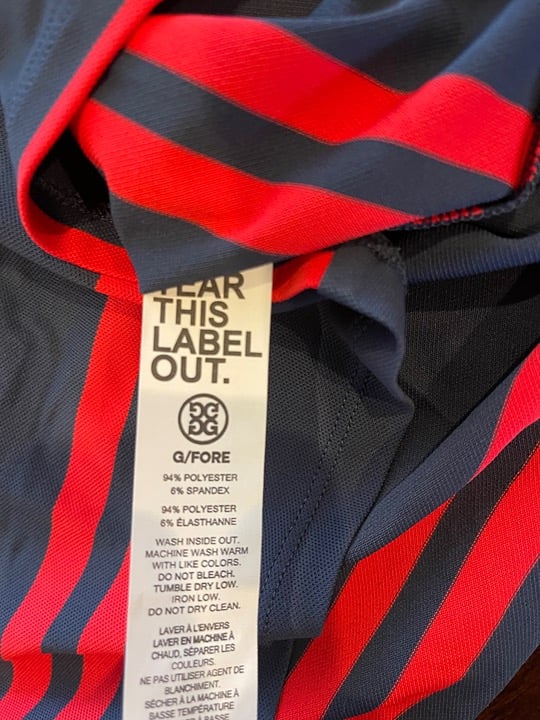 TEAR
THIS
LABEL
OUT.
G/FORE
94% POLYESTER
6% SPANDEX
94% POLYESTER
6% ÉLASTHANNE
WASH INSIDE OUT.
MACHINE WASH WARM
WITH LIKE COLORS.
DO NOT BLEACH.
TUMBLE DRY LOW.
IRON LOW.
DO NOT DRY CLEAN.
LAVER À L'ENVERS
LAVER EN MACHINE À
CHAUD, SÉPARER LES
COULEURS.
NE PAS UTILISER AGENT DE
BLANCHIMENT.
SÉCHER À LA MACHINE À
BASSE TEMPÉRATURE